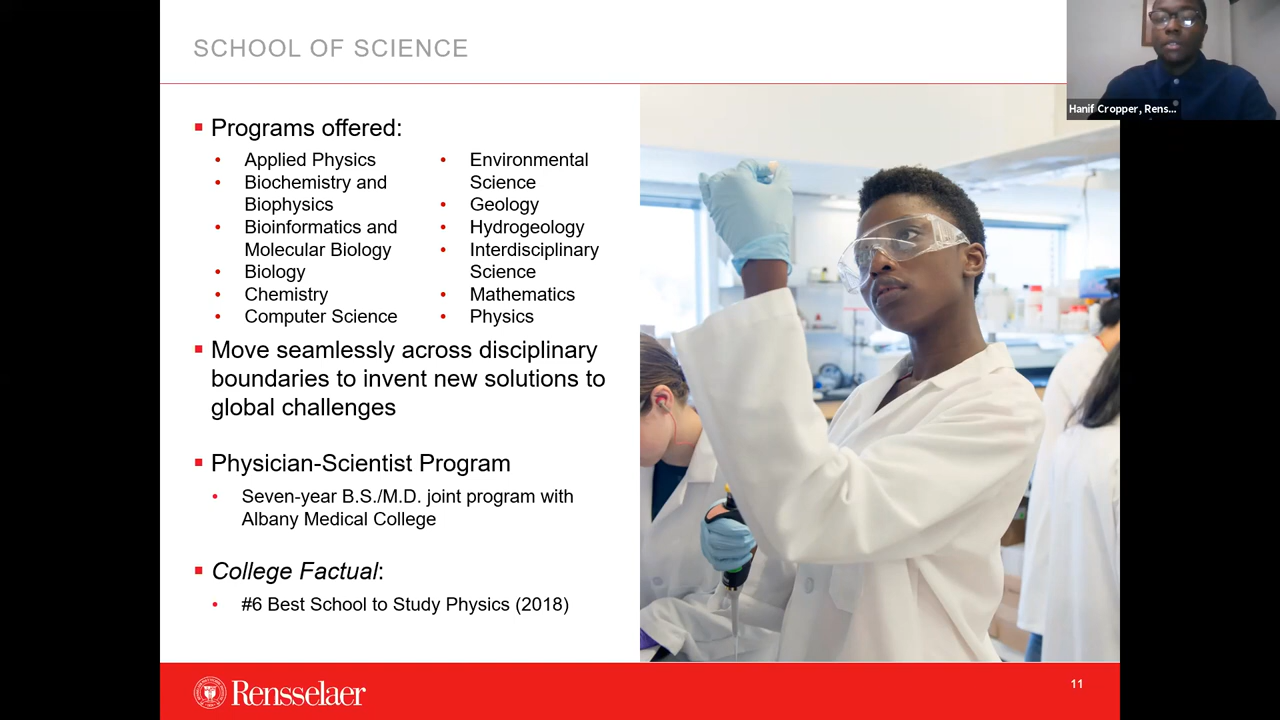 SCHOOL OF SCIENCE
Hanif Cropper, Rens...
Programs offered:
Applied Physics
Biochemistry and
Biophysics
Bioinformatics and
Molecular Biology
Biology
Chemistry
Computer Science
Environmental
Science
Geology
Hydrogeology
Interdisciplinary
Science
Mathematics
Physics
Move seamlessly across disciplinary
boundaries to invent new solutions to
global challenges
Physician-Scientist Program
Seven-year B.S./M.D. joint program with
Albany Medical College
College Factual:
#6 Best School to Study Physics (2018)
Rensselaer
11